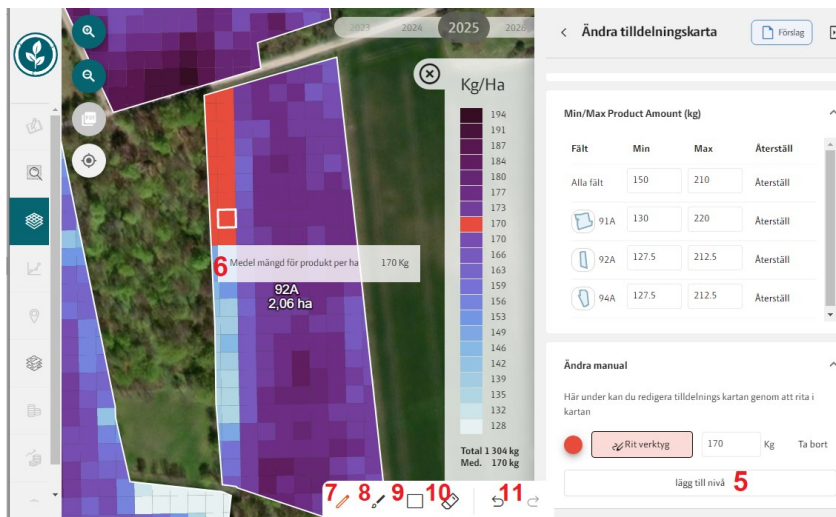 2023
2024
2025
2026
Kg/Ha
194
191
187
184
180
177
173
170
170
166
163
159
156
153
149
146
142
139
135
132
128
Total 1 304 kg
Med. 170 kg
6 Medel mängd för produkt per ha 170 Kg
92A
2,06 ha
7 8 9 10 11
Ändra tilldelningskarta
Förslag
Min/Max Product Amount (kg)
Fält Min Max Återställ
Alla fält 150 210 Återställ
91A 130 220 Återställ
92A 127.5 212.5 Återställ
94A 127.5 212.5 Återställ
Ändra manual
Här under kan du redigera tilldelnings kartan genom att rita i
kartan
Rit verktyg 170 Kg Ta bort
lägg till nivå 5